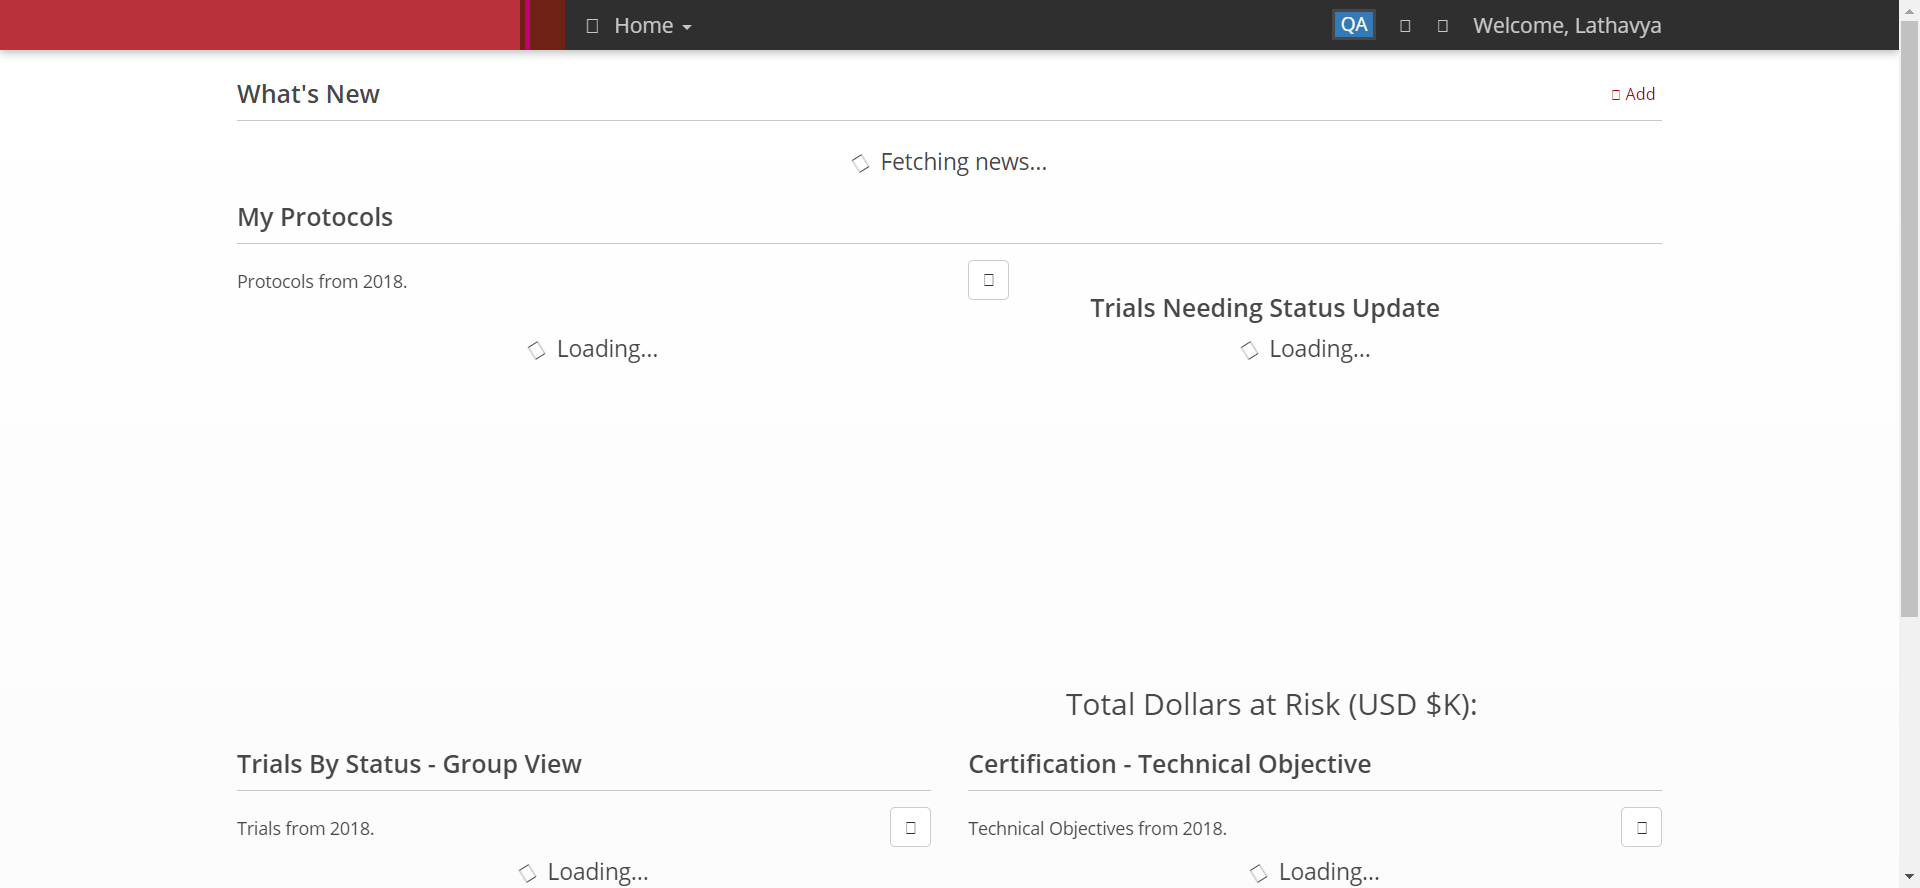 Home
QA
Welcome, Lathavya
What's New
Add
Fetching news...
My Protocols
Protocols from 2018.
Trials Needing Status Update
Loading...
Loading...
Total Dollars at Risk (USD $K):
Trials By Status - Group View
Certification - Technical Objective
Trials from 2018.
Technical Objectives from 2018.
Loading...
Loading...